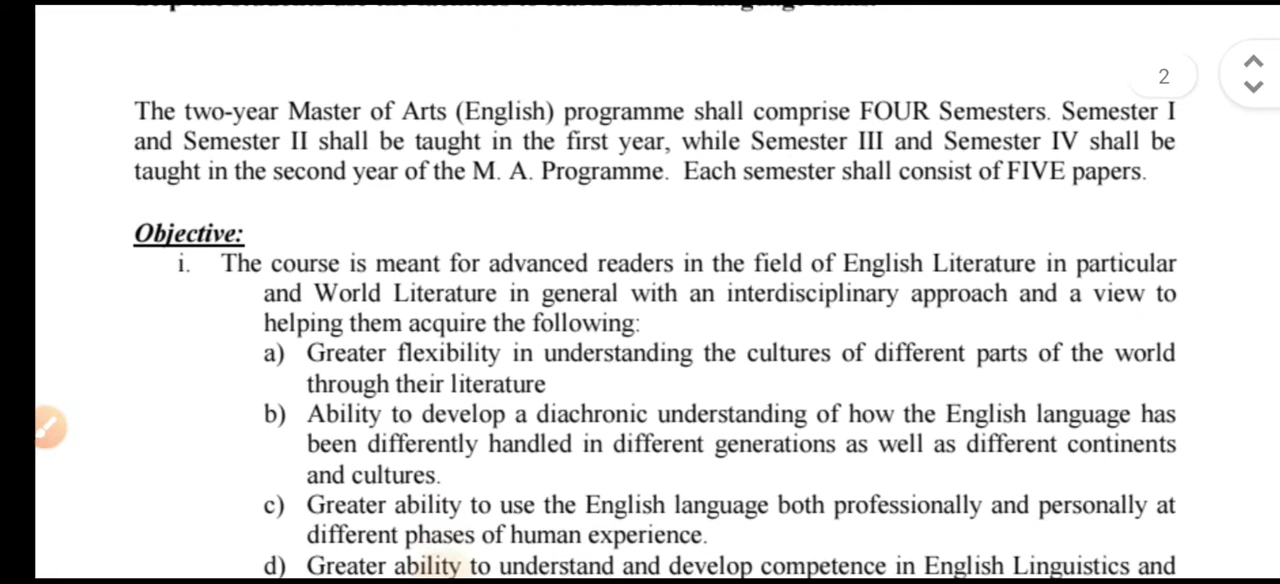 2
The two-year Master of Arts (English) programme shall comprise FOUR Semesters. Semester I
and Semester II shall be taught in the first year, while Semester III and Semester IV shall be
taught in the second year of the M. A. Programme. Each semester shall consist of FIVE papers.
Objective:
i. The course is meant for advanced readers in the field of English Literature in particular
and World Literature in general with an interdisciplinary approach and a view to
helping them acquire the following:
a) Greater flexibility in understanding the cultures of different parts of the world
through their literature
b) Ability to develop a diachronic understanding of how the English language has
been differently handled in different generations as well as different continents
and cultures.
c) Greater ability to use the English language both professionally and personally at
different phases of human experience.
d) Greater ability to understand and develop competence in English Linguistics and